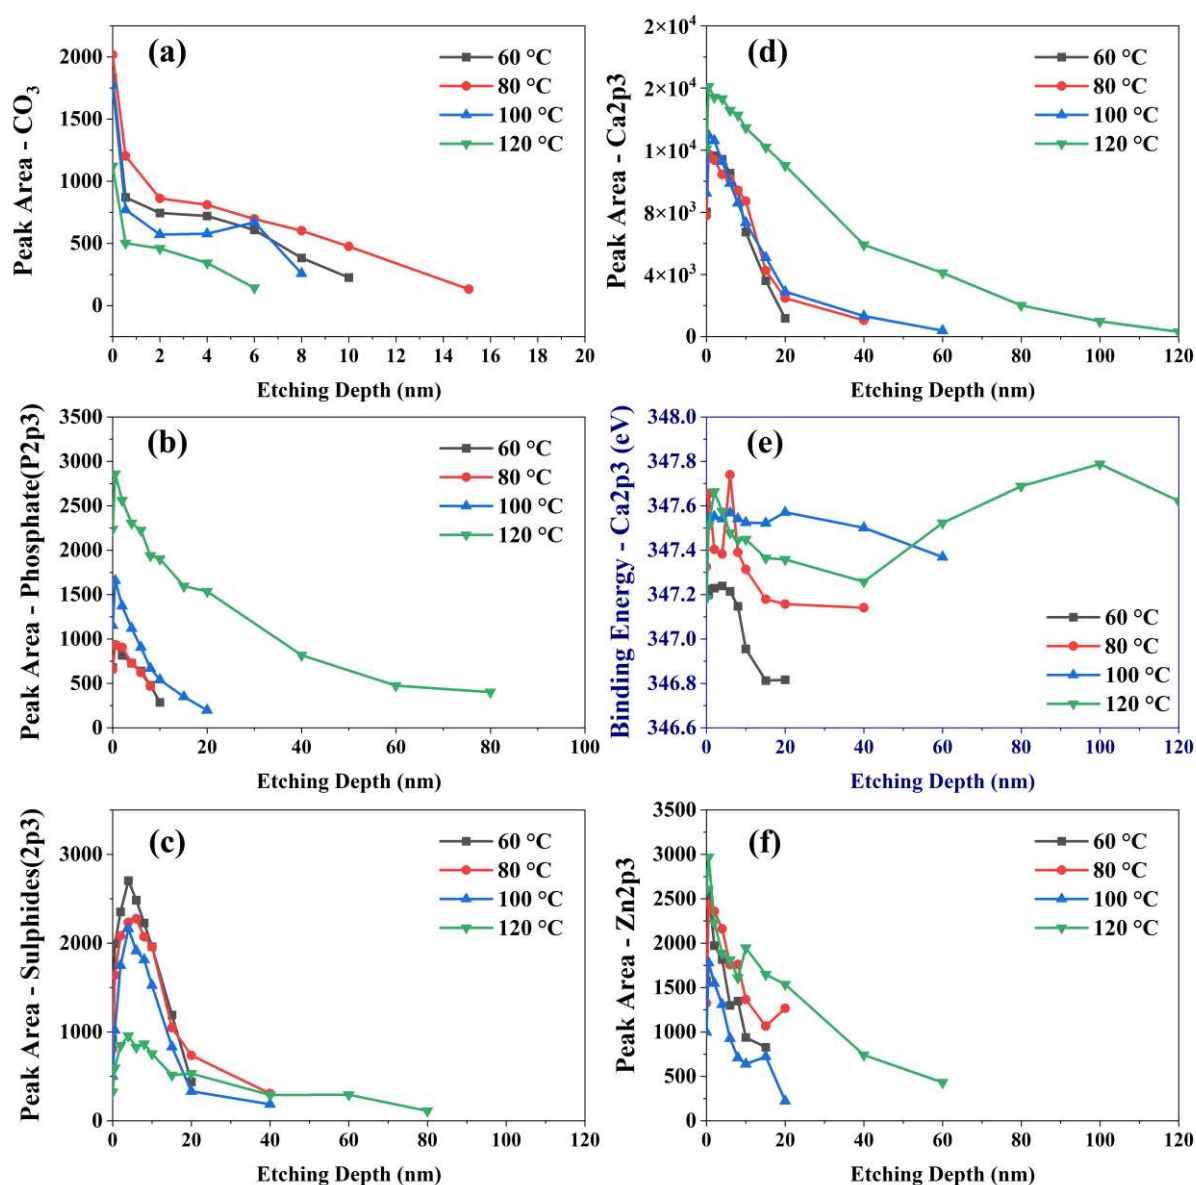 (a)
Peak Area - CO3
2000
1500
1000
500
0
0 2 4 6 8 10 12 14 16 18 20
Etching Depth (nm)
60 °C
80 °C
100 °C
120 °C
(d)
Peak Area - Ca2p3
2×10⁴
2×10⁴
1×10⁴
8×10³
4×10³
0
0 20 40 60 80 100 120
Etching Depth (nm)
60 °C
80 °C
100 °C
120 °C
(b)
Peak Area - Phosphate(P2p3)
3500
3000
2500
2000
1500
1000
500
0
0 20 40 60 80 100
Etching Depth (nm)
60 °C
80 °C
100 °C
120 °C
(e)
Binding Energy - Ca2p3 (eV)
348.0
347.8
347.6
347.4
347.2
347.0
346.8
346.6
0 20 40 60 80 100 120
Etching Depth (nm)
60 °C
80 °C
100 °C
120 °C
(c)
Peak Area - Sulphides(2p3)
3000
2000
1000
0
0 20 40 60 80 100 120
Etching Depth (nm)
60 °C
80 °C
100 °C
120 °C
(f)
Peak Area - Zn2p3
3500
3000
2500
2000
1500
1000
500
0
0 20 40 60 80 100 120
Etching Depth (nm)
60 °C
80 °C
100 °C
120 °C